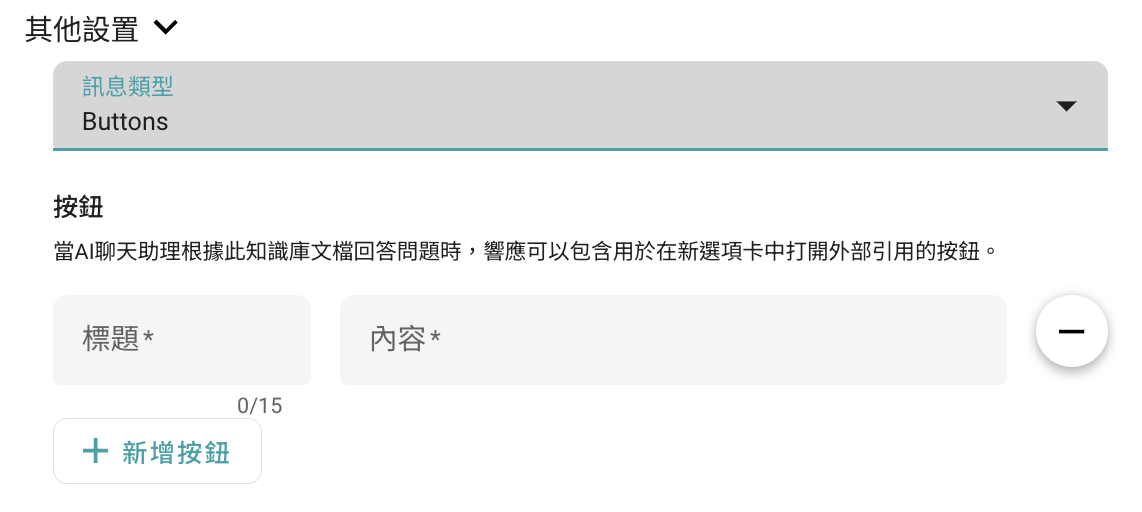 其他設置
訊息類型
Buttons
按鈕
當AI聊天助理根據此知識庫文檔回答問題時，響應可以包含用於在新選項卡中打開外部引用的按鈕。
標題*
內容*
0/15
新增按鈕